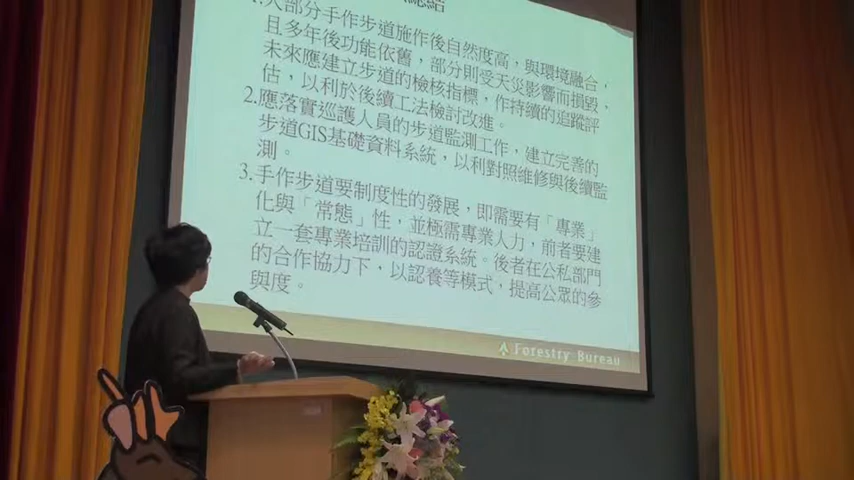 總結
1.大部分手作步道施作後自然度高，與環境融合，
且多年後功能依舊，部分則受天災影響而損毀，
未來應建立步道的檢核指標，作持續的追蹤評
估，以利於後續工法檢討改進。
2.應落實巡護人員的步道監測工作，建立完善的
步道GIS基礎資料系統，以利對照維修與後續監
測。
3.手作步道要制度性的發展，即需要有「專業」
化與「常態」性，並極需專業人力，前者要建
立一套專業培訓的認證系統。後者在公私部門
的合作協力下，以認養等模式，提高公眾的參
與度。
Forestry Bureau